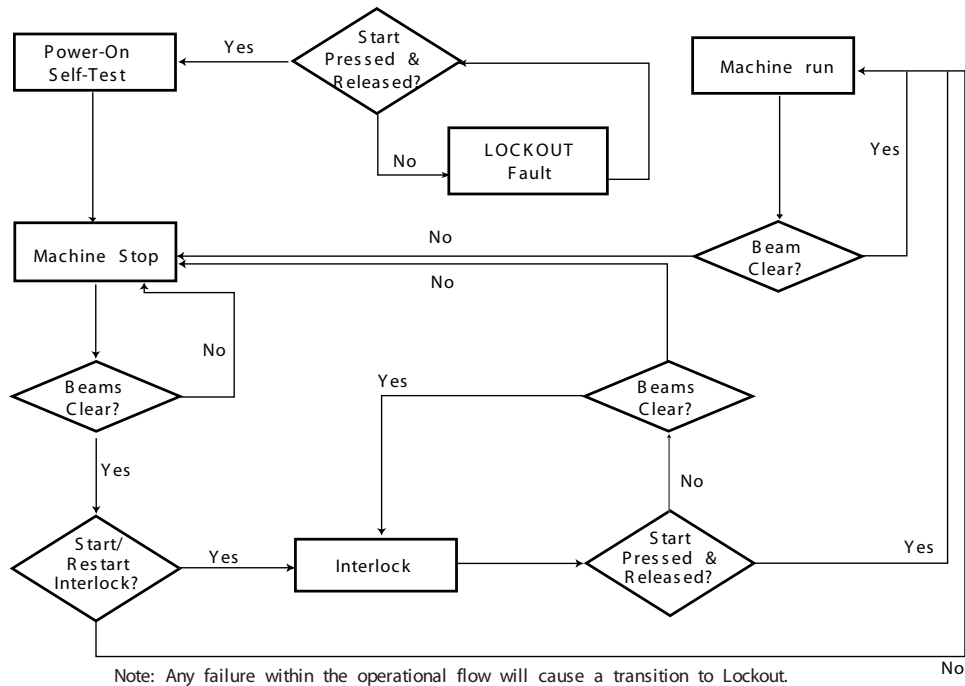 Power-On
Self-Test
Yes
Start
Pressed &
Released?
Machine run
No
LOCKOUT
Fault
Yes
Machine Stop
No
No
Beam
Clear?
No
Beams
Clear?
Yes
Beams
Clear?
Yes
No
Start/
Restart
Interlock?
Yes
Interlock
Start
Pressed &
Released?
Yes
No
Note: Any failure within the operational flow will cause a transition to Lockout.